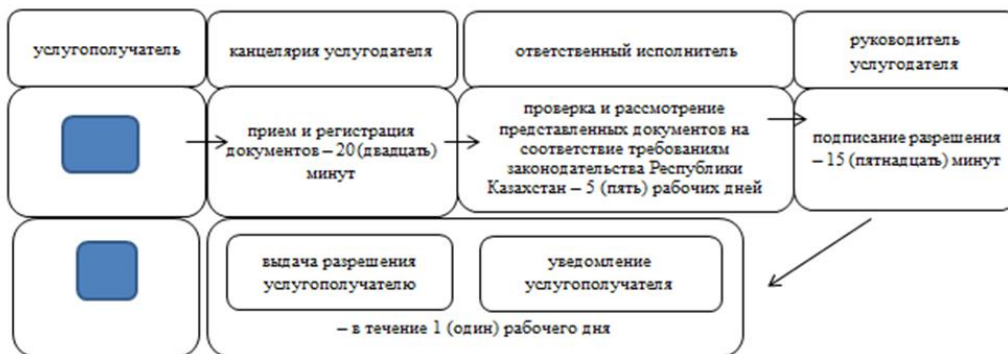 услугополучатель
канцелярия услугодателя
ответственный исполнитель
руководитель
услугодателя
прием и регистрация
документов – 20 (двадцать)
минут
проверка и рассмотрение
представленных документов на
соответствие требованиям
законодательства Республики
Казахстан – 5 (пять) рабочих дней
подписание разрешения
– 15 (пятнадцать) минут
выдача разрешения
услугополучателю
уведомление
услугополучателя
– в течение 1 (один) рабочего дня